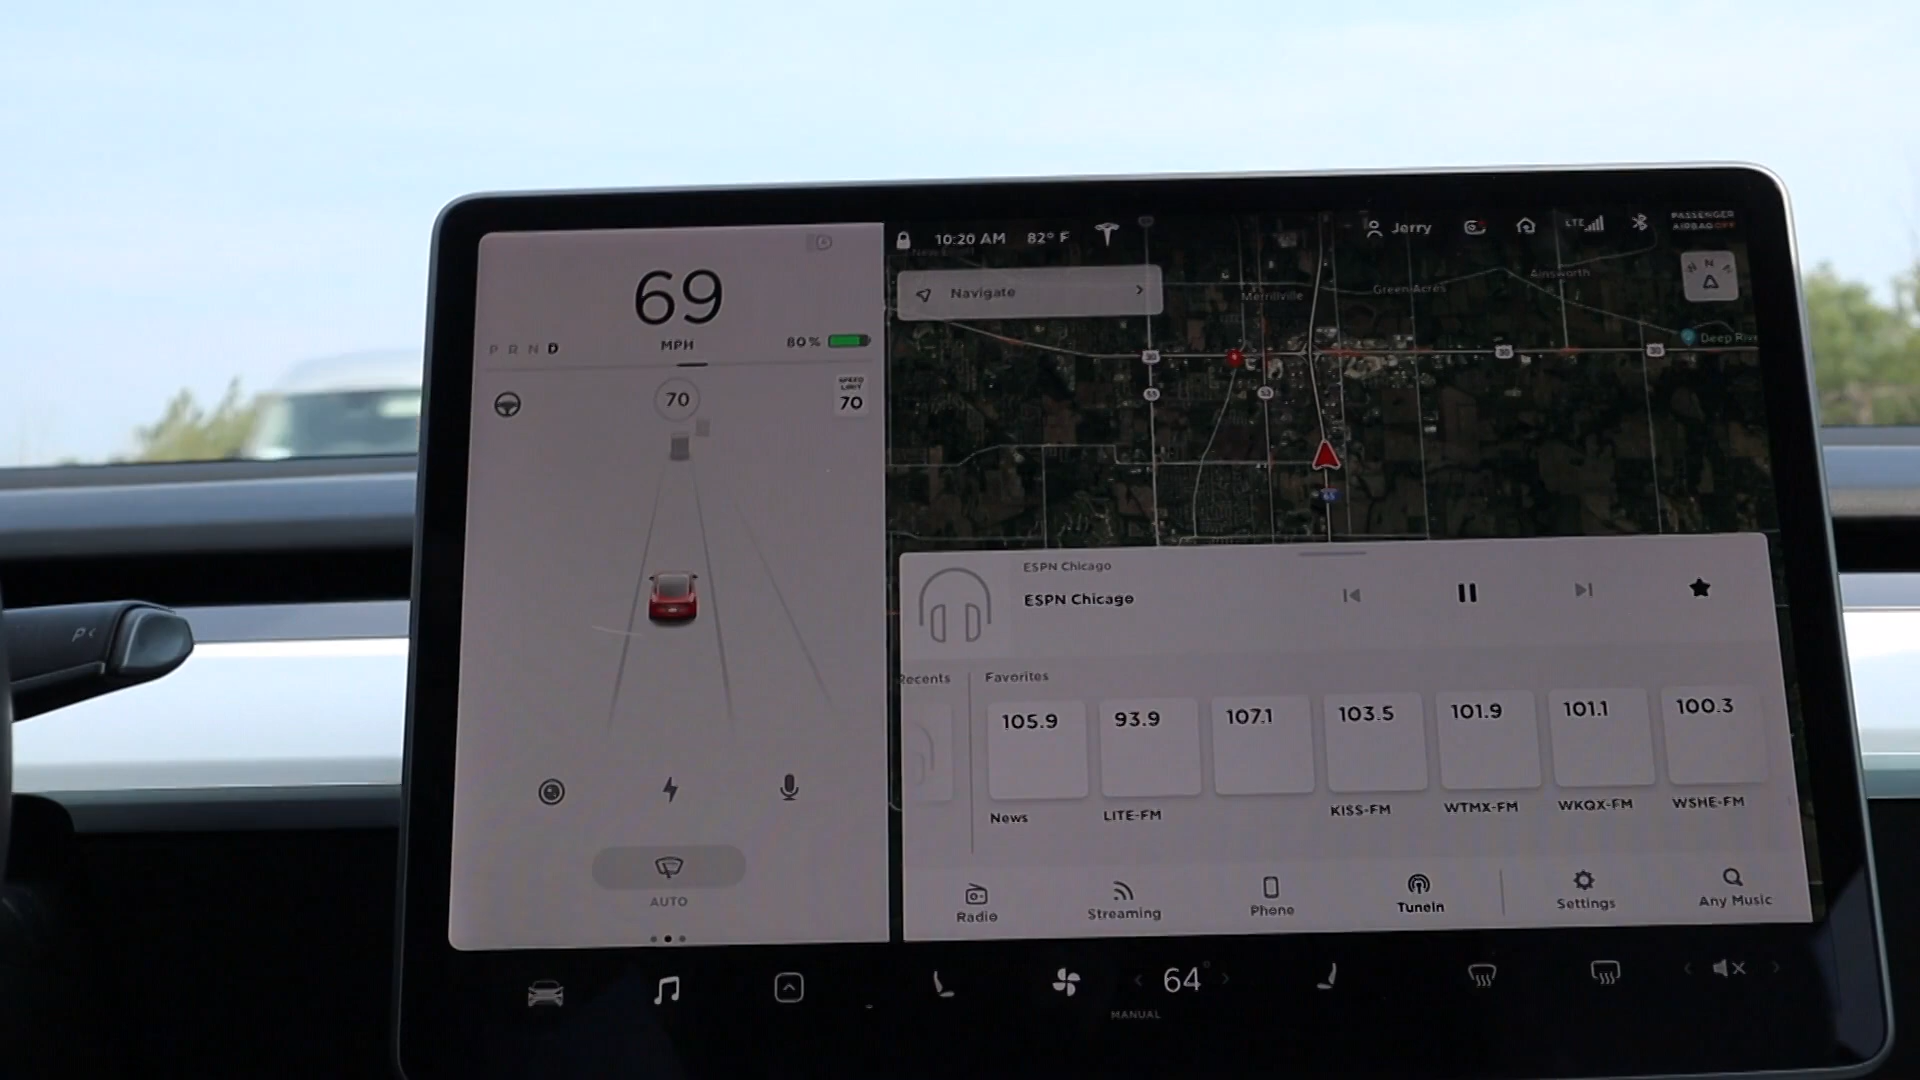 69
MPH
P R N D
80%
70
SPEED
LIMIT
70
AUTO
10:20 AM 82° F
Jerry
LTE
PASSENGER
AIRBAG OFF
Navigate
N
Merrillville
Green Acres
Ainsworth
Deep Rive
30
30
30
55
53
65
ESPN Chicago
ESPN Chicago
Recents
Favorites
105.9
News
93.9
LITE-FM
107.1
103.5
KISS-FM
101.9
WTMX-FM
101.1
WKQX-FM
100.3
WSHE-FM
Radio
Streaming
Phone
TuneIn
Settings
Any Music
64°
MANUAL
P